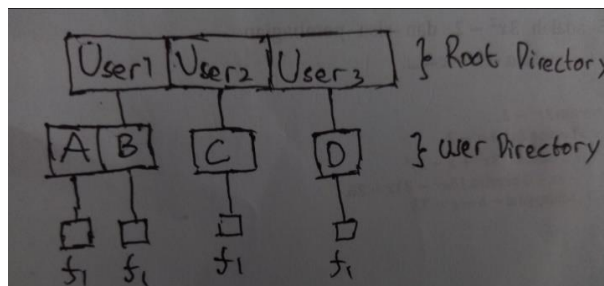 User1 User2 User3 } Root Directory
A B C D } User Directory
f1 f1 f1 f1